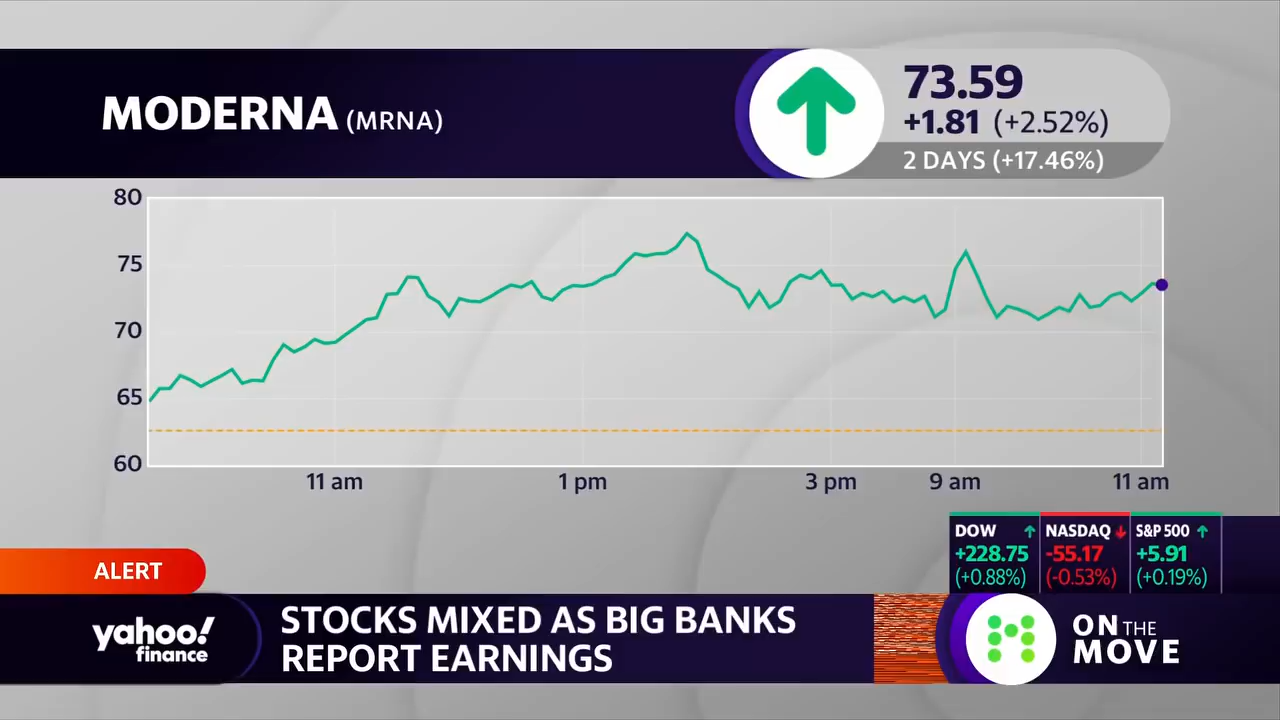 MODERNA (MRNA)
73.59
+1.81 (+2.52%)
2 DAYS (+17.46%)
80
75
70
65
60
11 am
1 pm
3 pm
9 am
11 am
DOW
+228.75
(+0.88%)
NASDAQ
-55.17
(-0.53%)
S&P 500
+5.91
(+0.19%)
ALERT
yahoo!
finance
STOCKS MIXED AS BIG BANKS
REPORT EARNINGS
ON THE
MOVE